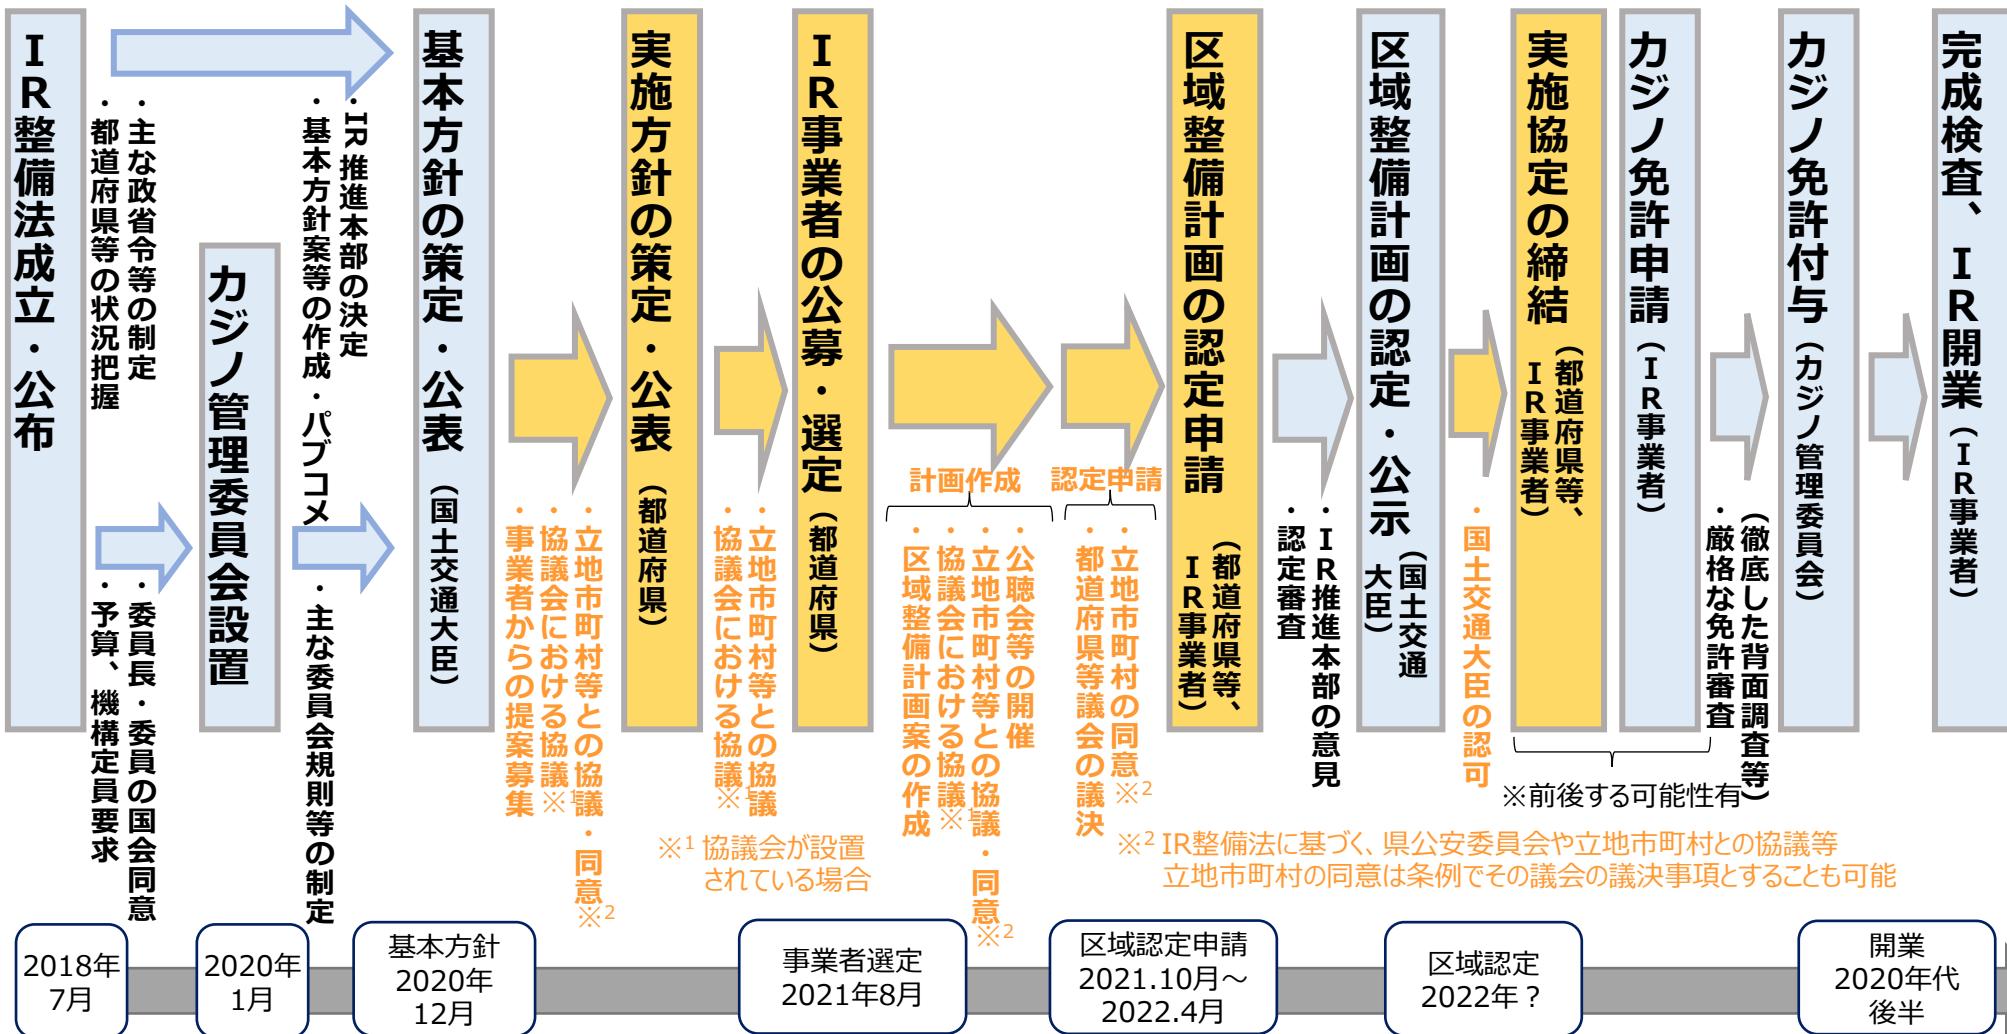 IR整備法成立・公布
・主な政省令等の制定
・都道府県等の状況把握
・委員長・委員の国会同意
・予算、機構定員要求
カジノ管理委員会設置
・IR推進本部の決定
・基本方針案等の作成・パブコメ
・主な委員会規則等の制定
基本方針の策定・公表（国土交通大臣）
・立地市町村等との協議・同意※2
・協議会における協議※1
・事業者からの提案募集
実施方針の策定・公表（都道府県）
・立地市町村等との協議
・協議会における協議※1
※1 協議会が設置
されている場合
IR事業者の公募・選定（都道府県）
計画作成
・公聴会等の開催
・立地市町村等との協議・同意※2
・協議会における協議※1
・区域整備計画案の作成
認定申請
・立地市町村の同意※2
・都道府県等議会の議決
区域整備計画の認定申請
（都道府県等、
IR事業者）
・IR推進本部の意見
・認定審査
区域整備計画の認定・公示
（国土交通
大臣）
・国土交通大臣の認可
実施協定の締結
（都道府県等、
IR事業者）
カジノ免許申請（IR事業者）
※前後する可能性有
（徹底した背面調査等）
・厳格な免許審査
カジノ免許付与（カジノ管理委員会）
完成検査、IR開業（IR事業者）
※2 IR整備法に基づく、県公安委員会や立地市町村との協議等
立地市町村の同意は条例でその議会の議決事項とすることも可能
2018年
7月
2020年
1月
基本方針
2020年
12月
事業者選定
2021年8月
区域認定申請
2021.10月～
2022.4月
区域認定
2022年？
開業
2020年代
後半